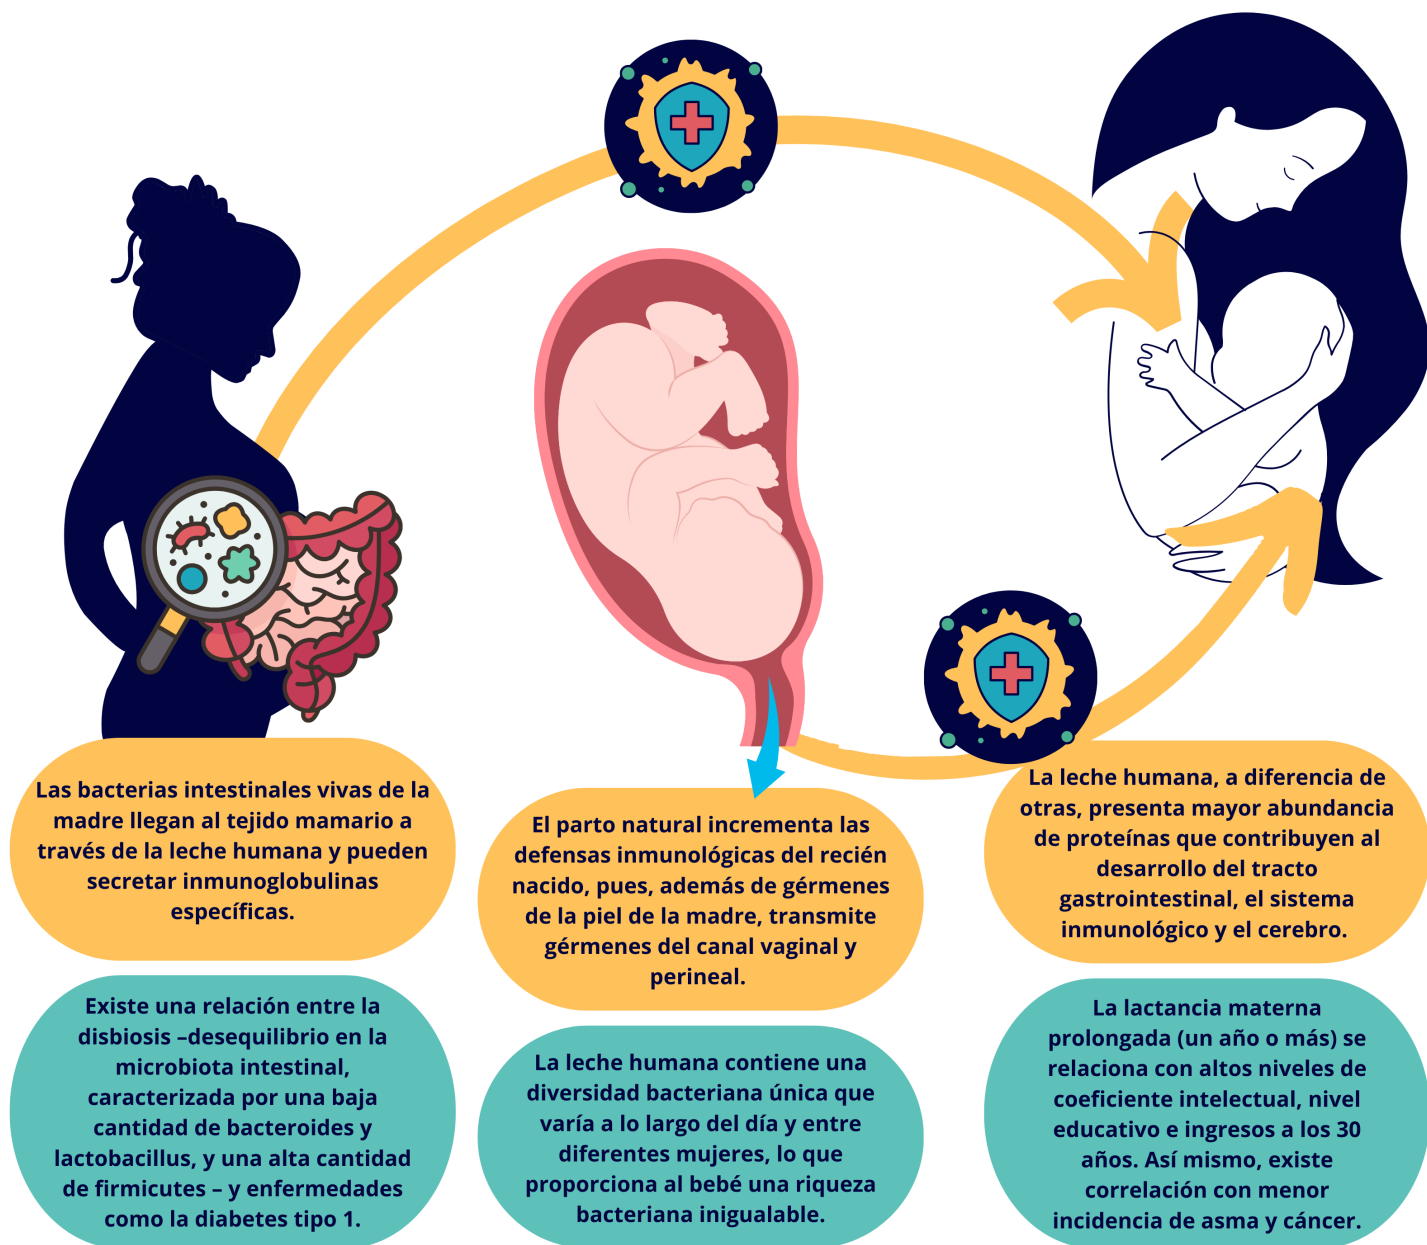 Las bacterias intestinales vivas de la
madre llegan al tejido mamario a
través de la leche humana y pueden
secretar inmunoglobulinas
específicas.
Existe una relación entre la
disbiosis –desequilibrio en la
microbiota intestinal,
caracterizada por una baja
cantidad de bacteroides y
lactobacillus, y una alta cantidad
de firmicutes – y enfermedades
como la diabetes tipo 1.
El parto natural incrementa las
defensas inmunológicas del recién
nacido, pues, además de gérmenes
de la piel de la madre, transmite
gérmenes del canal vaginal y
perineal.
La leche humana contiene una
diversidad bacteriana única que
varía a lo largo del día y entre
diferentes mujeres, lo que
proporciona al bebé una riqueza
bacteriana inigualable.
La leche humana, a diferencia de
otras, presenta mayor abundancia
de proteínas que contribuyen al
desarrollo del tracto
gastrointestinal, el sistema
inmunológico y el cerebro.
La lactancia materna
prolongada (un año o más) se
relaciona con altos niveles de
coeficiente intelectual, nivel
educativo e ingresos a los 30
años. Así mismo, existe
correlación con menor
incidencia de asma y cáncer.